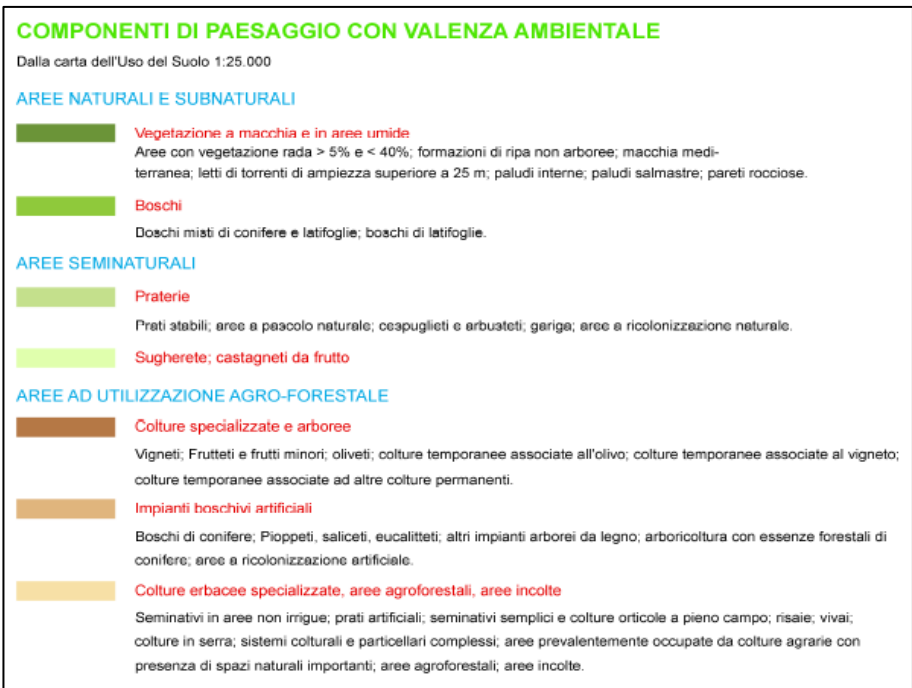 COMPONENTI DI PAESAGGIO CON VALENZA AMBIENTALE
Dalla carta dell'Uso del Suolo 1:25.000
AREE NATURALI E SUBNATURALI
Vegetazione a macchia e in aree umide
Aree con vegetazione rada > 5% e < 40%; formazioni di ripa non arboree; macchia medi-
terranea; letti di torrenti di ampiezza superiore a 25 m; paludi interne; paludi salmastre; pareti rocciose.
Boschi
Boschi misti di conifere e latifoglie; boschi di latifoglie.
AREE SEMINATURALI
Praterie
Prati stabili; aree a pascolo naturale; cespuglieti e arbusteti; gariga; aree a ricolonizzazione naturale.
Sugherete; castagneti da frutto
AREE AD UTILIZZAZIONE AGRO-FORESTALE
Colture specializzate e arboree
Vigneti; Frutteti e frutti minori; oliveti; colture temporanee associate all'olivo; colture temporanee associate al vigneto;
colture temporanee associate ad altre colture permanenti.
Impianti boschivi artificiali
Boschi di conifere; Pioppeti, saliceti, eucalitteti; altri impianti arborei da legno; arboricoltura con essenze forestali di
conifere; aree a ricolonizzazione artificiale.
Colture erbacee specializzate, aree agroforestali, aree incolte
Seminativi in aree non irrigue; prati artificiali; seminativi semplici e colture orticole a pieno campo; risaie; vivai;
colture in serra; sistemi colturali e particellari complessi; aree prevalentemente occupate da colture agrarie con
presenza di spazi naturali importanti; aree agroforestali; aree incolte.